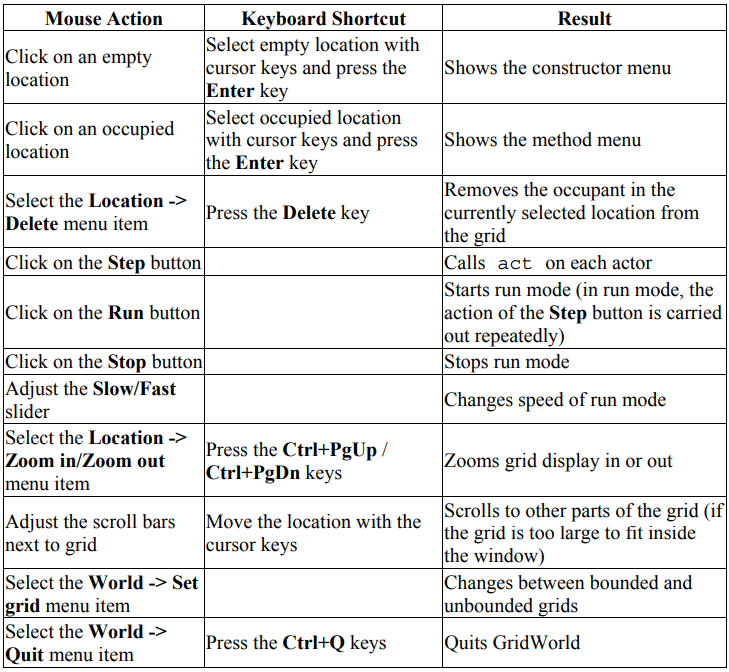 Mouse Action
Keyboard Shortcut
Result
Click on an empty
location
Select empty location with
cursor keys and press the
Enter key
Shows the constructor menu
Click on an occupied
location
Select occupied location
with cursor keys and press
the Enter key
Shows the method menu
Select the Location ->
Delete menu item
Press the Delete key
Removes the occupant in the
currently selected location from
the grid
Click on the Step button
Calls act on each actor
Click on the Run button
Starts run mode (in run mode, the
action of the Step button is carried
out repeatedly)
Click on the Stop button
Stops run mode
Adjust the Slow/Fast
slider
Changes speed of run mode
Select the Location ->
Zoom in/Zoom out
menu item
Press the Ctrl+PgUp /
Ctrl+PgDn keys
Zooms grid display in or out
Adjust the scroll bars
next to grid
Move the location with the
cursor keys
Scrolls to other parts of the grid (if
the grid is too large to fit inside
the window)
Select the World -> Set
grid menu item
Changes between bounded and
unbounded grids
Select the World ->
Quit menu item
Press the Ctrl+Q keys
Quits GridWorld